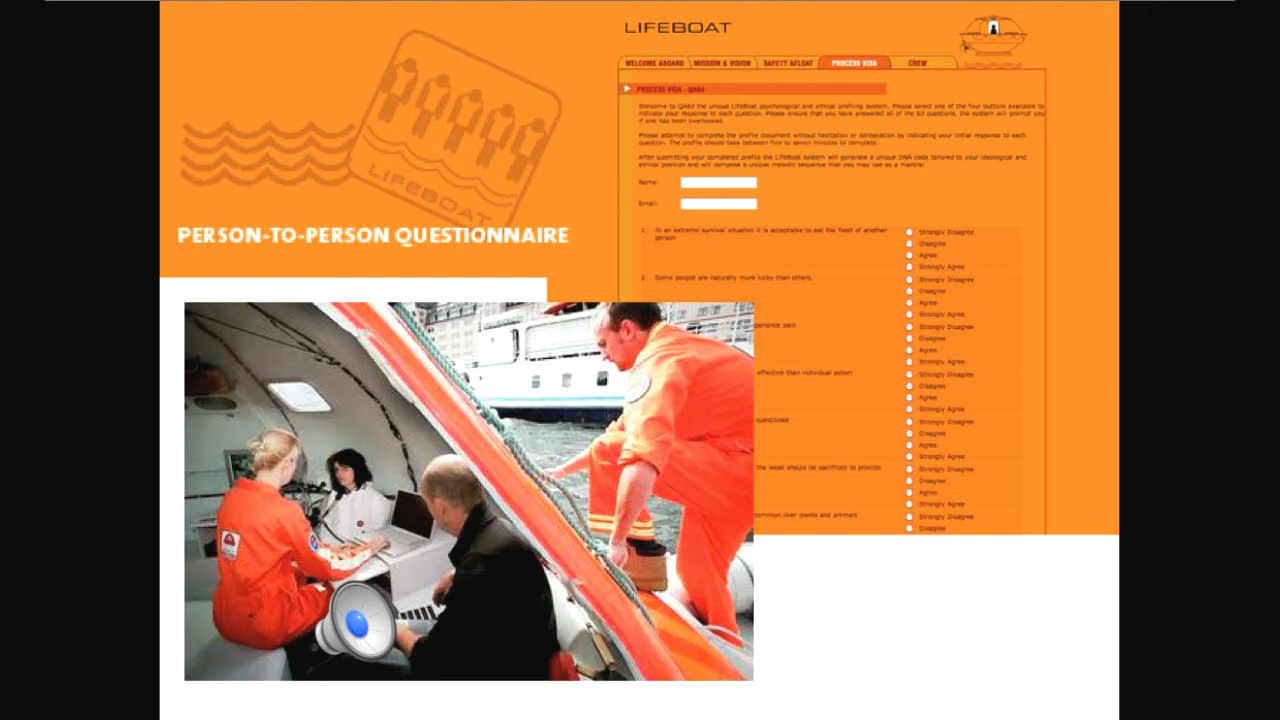 LIFEBOAT
WELCOME ABOARD
MISSION & VISION
SAFETY AFLOAT
PROCESS VISA
CREW
PROCESS VISA - QA63
Welcome to QA63 the unique LifeBoat psychological and ethical profiling system. Please select one of the four buttons available to
indicate your response to each question. Please ensure that you have answered all of the 63 questions, the system will prompt you
if one has been overlooked.
Please attempt to complete the profile document without hesitation or deliberation by indicating your initial response to each
question. The profile should take between five to seven minutes to complete.
After submitting your completed profile the LifeBoat system will generate a unique DNA code tailored to your ideological and
ethical position and will compose a unique melodic sequence that you may use as a mantra!
Name:
Email:
LIFEBOAT
PERSON-TO-PERSON QUESTIONNAIRE
1 In an extreme survival situation it is acceptable to eat the flesh of another
person
Strongly Disagree
Disagree
Agree
Strongly Agree
2 Some people are naturally more lucky than others.
Strongly Disagree
Disagree
Agree
Strongly Agree
perience pain
Strongly Disagree
Disagree
Agree
Strongly Agree
effective than individual action
Strongly Disagree
Disagree
Agree
Strongly Agree
questioned
Strongly Disagree
Disagree
Agree
Strongly Agree
the weak should be sacrificed to provide
Strongly Disagree
Disagree
Agree
Strongly Agree
dominion over plants and animals
Strongly Disagree
Disagree